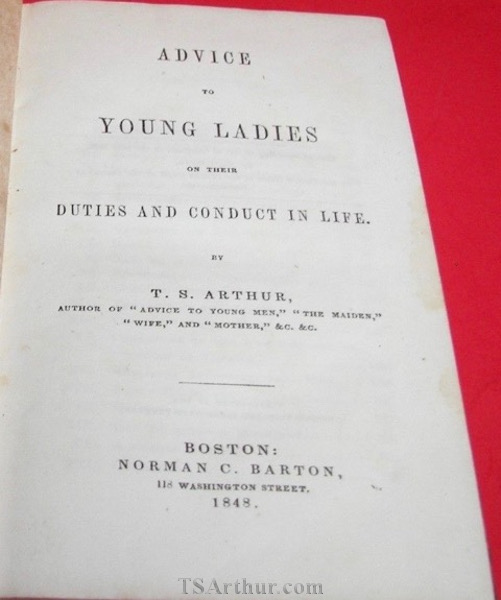 ADVICE
TO
YOUNG LADIES
ON THEIR
DUTIES AND CONDUCT IN LIFE.
BY
T. S. ARTHUR,
AUTHOR OF "ADVICE TO YOUNG MEN," "THE MAIDEN,"
"WIFE," AND "MOTHER," &C. &C.
BOSTON:
NORMAN C. BARTON,
118 WASHINGTON STREET.
1848.
TSArthur.com